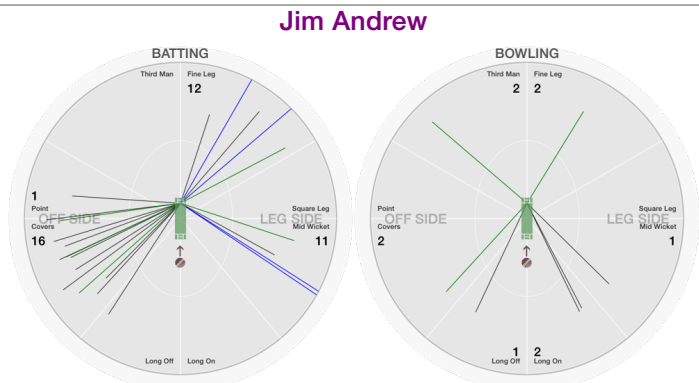 Jim Andrew
BATTING
Third Man
Fine Leg
12
1
Point
OFF SIDE
Covers
16
Square Leg
LEG SIDE
Mid Wicket
11
Long Off
Long On
BOWLING
Third Man
2
Fine Leg
2
Point
OFF SIDE
Covers
2
Square Leg
LEG SIDE
Mid Wicket
1
1
Long Off
2
Long On